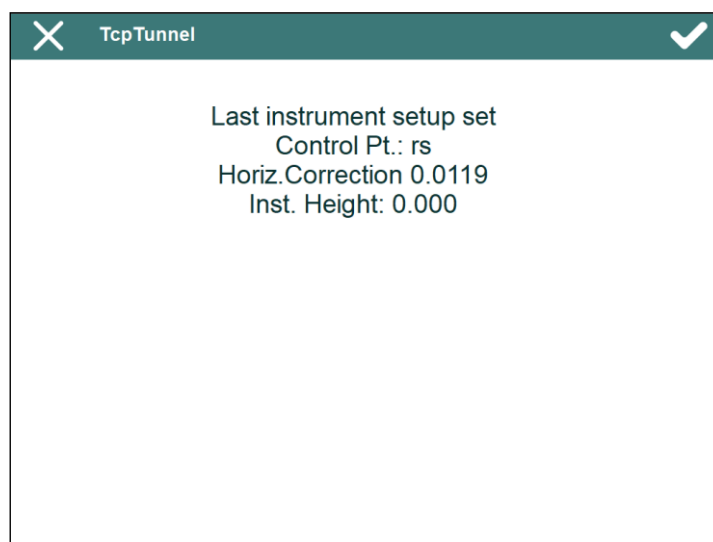 TcpTunnel
Last instrument setup set
Control Pt.: rs
Horiz.Correction 0.0119
Inst. Height: 0.000